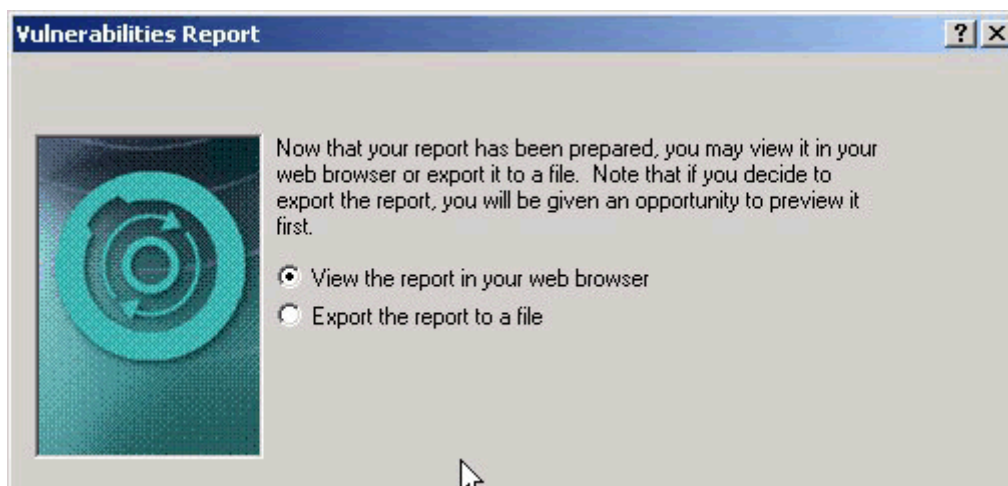 Vulnerabilities Report
Now that your report has been prepared, you may view it in your
web browser or export it to a file.  Note that if you decide to
export the report, you will be given an opportunity to preview it
first.
View the report in your web browser
Export the report to a file